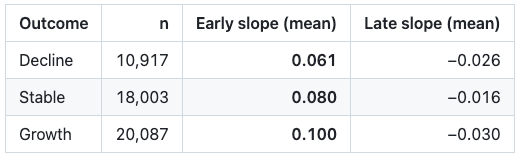 Outcome n Early slope (mean) Late slope (mean)
Decline 10,917 0.061 −0.026
Stable 18,003 0.080 −0.016
Growth 20,087 0.100 −0.030